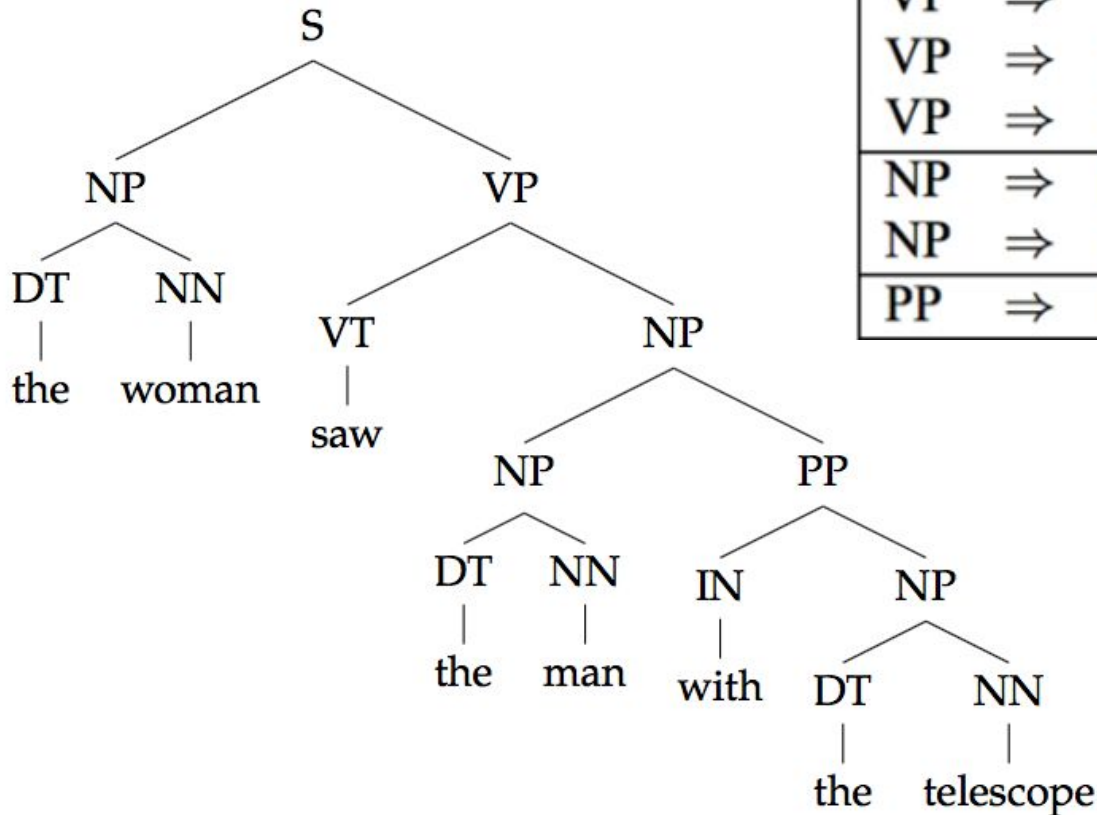 S
VP ⇒
VP ⇒
VP ⇒
NP ⇒
NP ⇒
PP ⇒
NP VP
DT NN
VT NP
the woman
saw
NP PP
DT NN IN NP
the man with
DT NN
the telescope